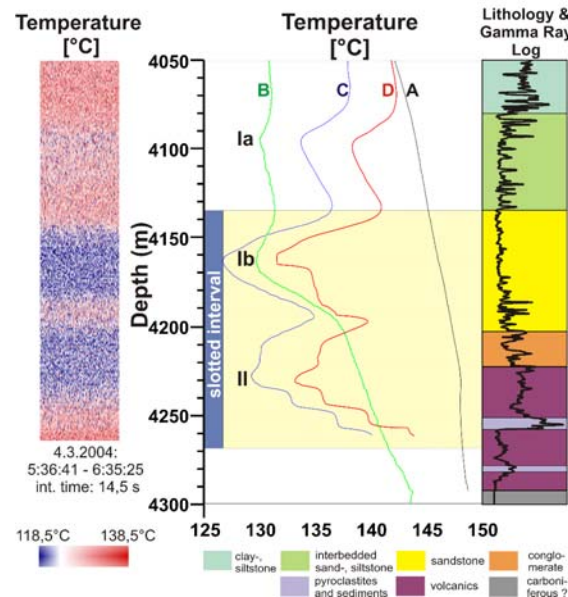 Temperature
[°C]
4.3.2004:
5:36:41 - 6:35:25
int. time: 14,5 s
118,5°C 138,5°C
Temperature
[°C]
Depth (m)
4050
4100
4150
4200
4250
4300
125 130 135 140 145 150
B C D A
Ia
Ib
II
slotted interval
Lithology &
Gamma Ray
Log
clay-,
siltstone
interbedded
sand-, siltstone
sandstone
conglo-
merate
pyroclastites
and sediments
volcanics
carboni-
ferous ?